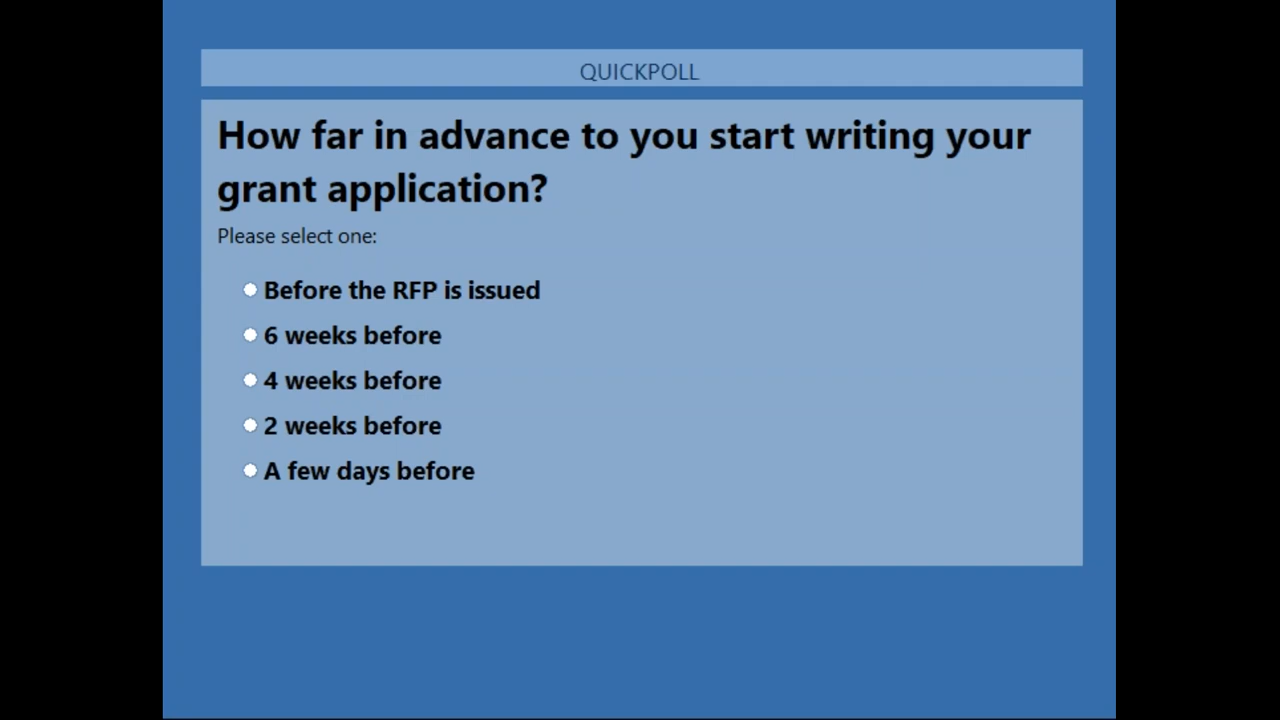 QUICKPOLL
How far in advance to you start writing your
grant application?
Please select one:
Before the RFP is issued
6 weeks before
4 weeks before
2 weeks before
A few days before